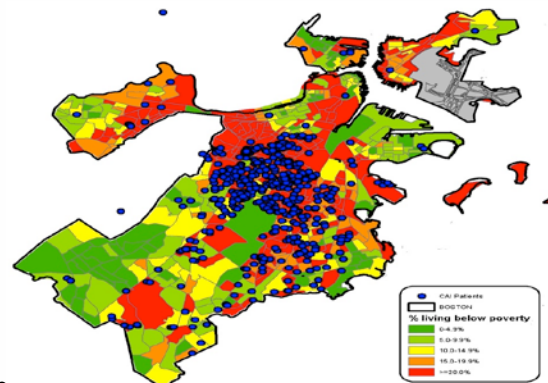 CAI Patients
BOSTON
% living below poverty
0-4.9%
5.0-9.9%
10.0-14.9%
15.0-19.9%
>=20.0%